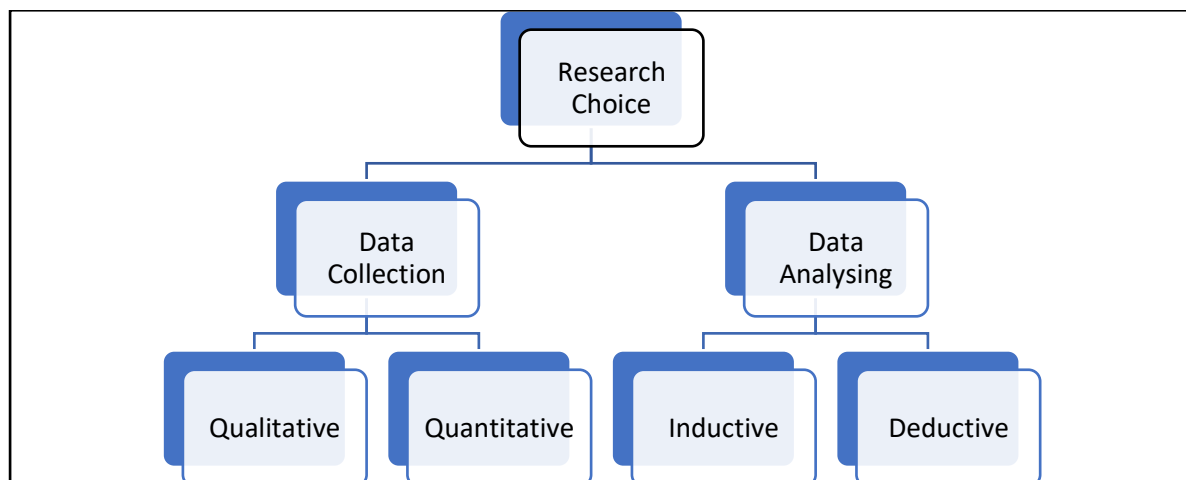 Research
Choice
Data
Collection
Data
Analysing
Qualitative
Quantitative
Inductive
Deductive